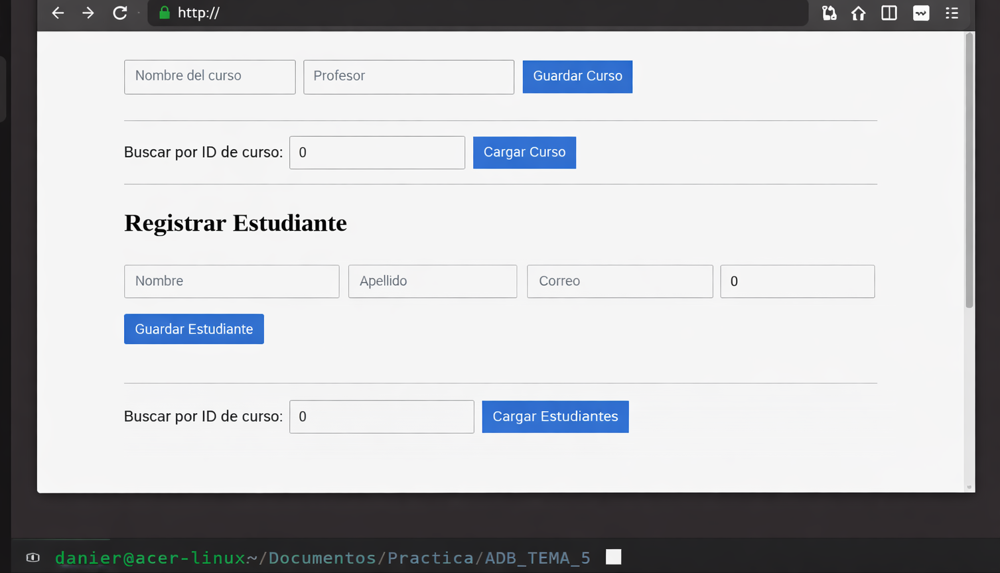 http://
Nombre del curso Profesor Guardar Curso
Buscar por ID de curso: 0 Cargar Curso
Registrar Estudiante
Nombre Apellido Correo 0
Guardar Estudiante
Buscar por ID de curso: 0 Cargar Estudiantes
danier@acer-linux:~/Documentos/Practica/ADB_TEMA_5